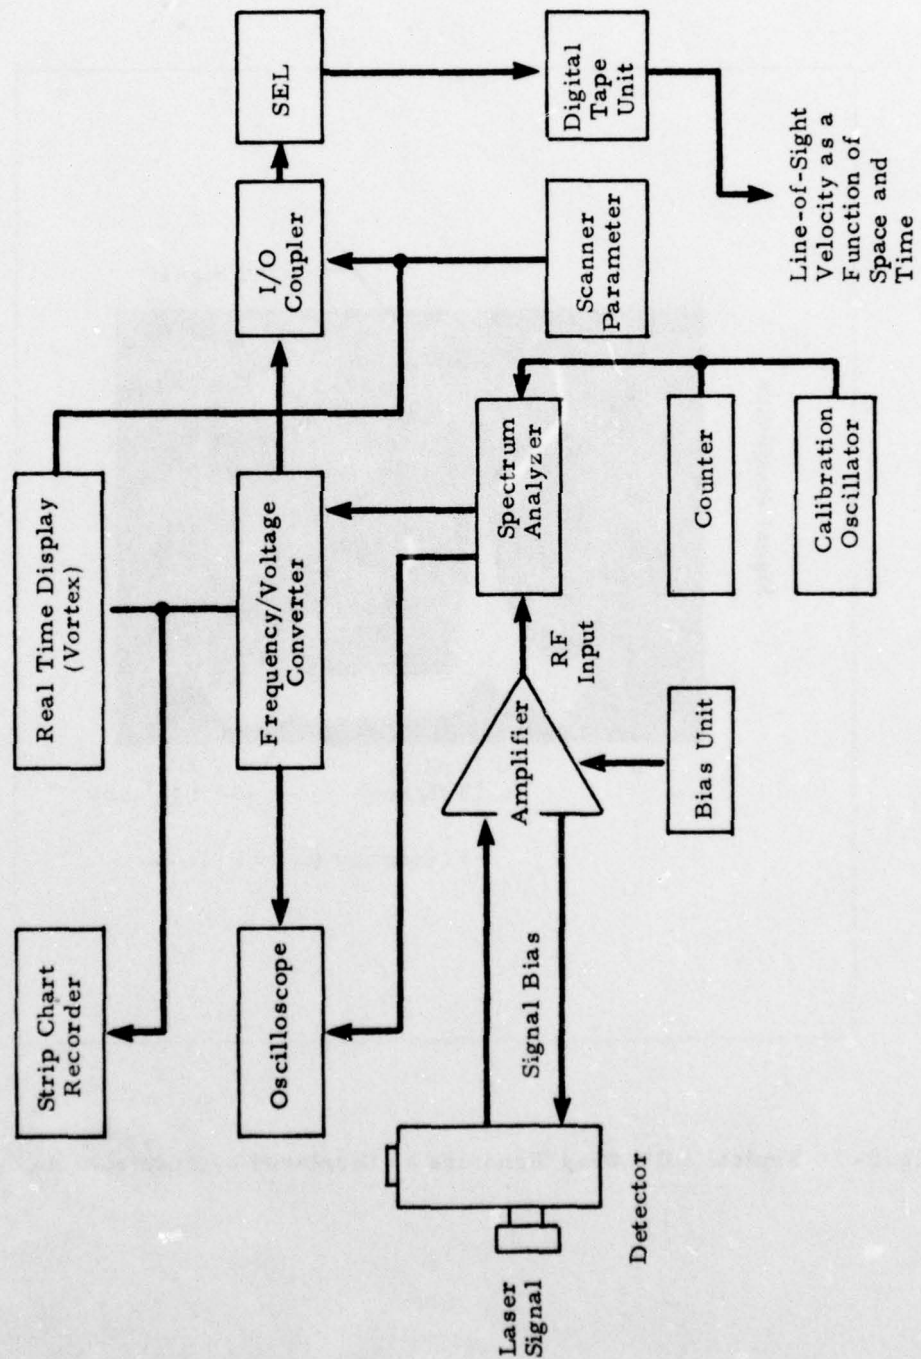 Strip Chart
Recorder
Real Time Display
(Vortex)
Oscilloscope
Frequency/Voltage
Converter
I/O
Coupler
SEL
Laser
Signal
Detector
Signal Bias
Amplifier
RF
Input
Bias Unit
Spectrum
Analyzer
Counter
Calibration
Oscillator
Scanner
Parameter
Digital
Tape
Unit
Line-of-Sight
Velocity as a
Function of
Space and
Time